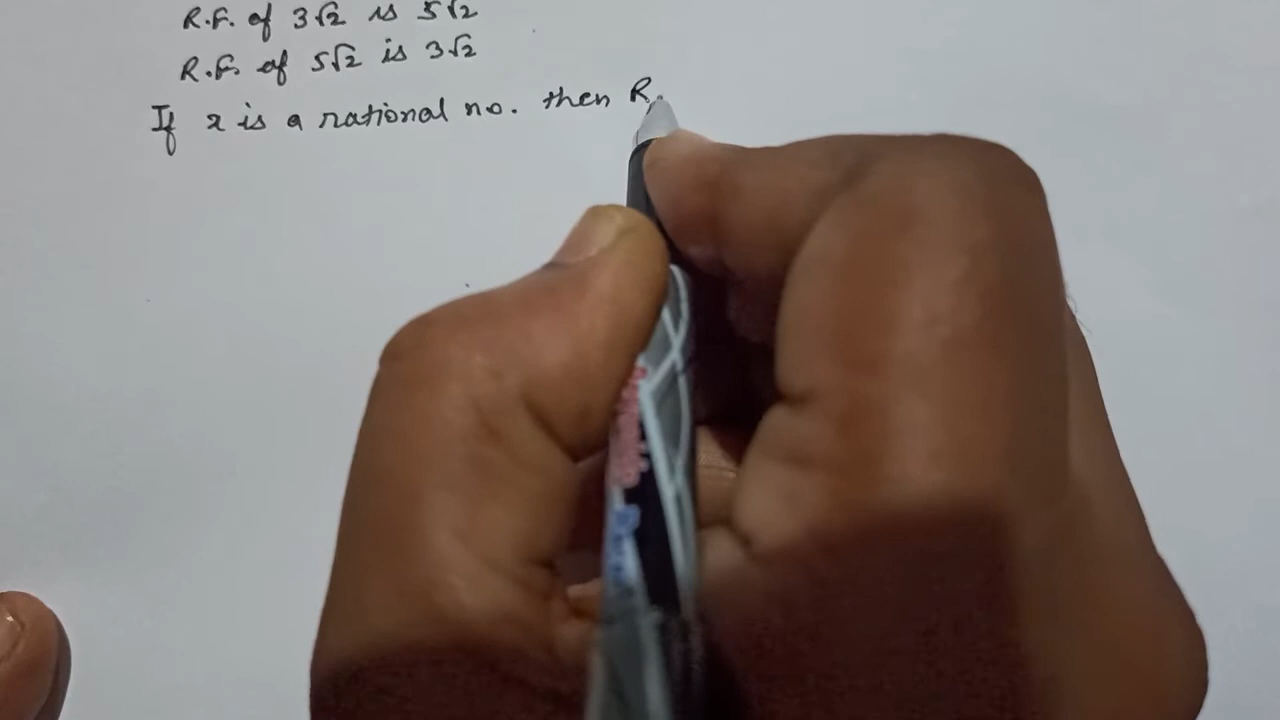 R.F. of 3√2 is 5√2
R.F. of 5√2 is 3√2
If x is a rational no. then R.